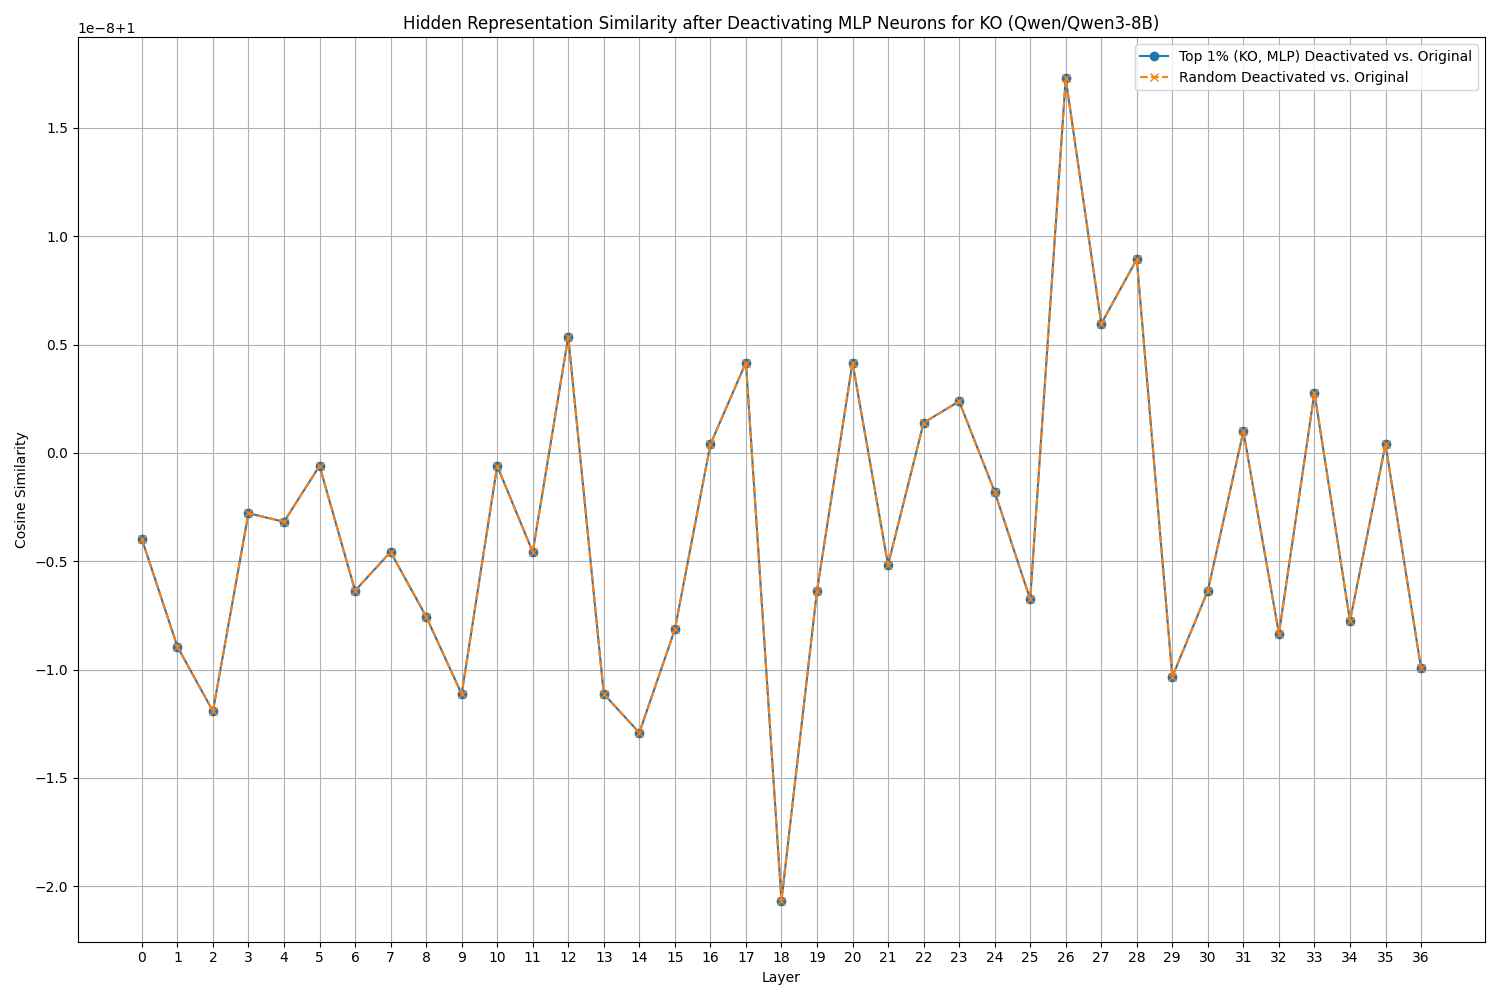 Hidden Representation Similarity after Deactivating MLP Neurons for KO (Qwen/Qwen3-8B)
1e−8+1
Top 1% (KO, MLP) Deactivated vs. Original
Random Deactivated vs. Original
1.5
1.0
0.5
0.0
−0.5
−1.0
−1.5
−2.0
Cosine Similarity
0 1 2 3 4 5 6 7 8 9 10 11 12 13 14 15 16 17 18 19 20 21 22 23 24 25 26 27 28 29 30 31 32 33 34 35 36
Layer